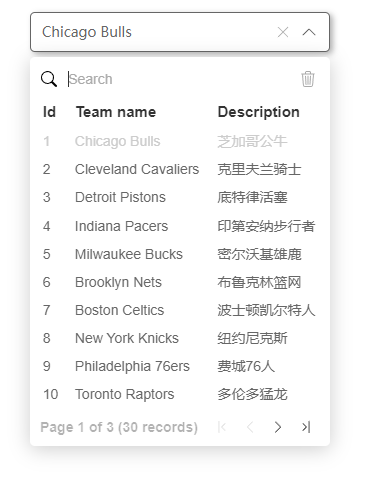 Chicago Bulls
Search
Id Team name Description
1 Chicago Bulls 芝加哥公牛
2 Cleveland Cavaliers 克里夫兰骑士
3 Detroit Pistons 底特律活塞
4 Indiana Pacers 印第安纳步行者
5 Milwaukee Bucks 密尔沃基雄鹿
6 Brooklyn Nets 布鲁克林篮网
7 Boston Celtics 波士顿凯尔特人
8 New York Knicks 纽约尼克斯
9 Philadelphia 76ers 费城76人
10 Toronto Raptors 多伦多猛龙
Page 1 of 3 (30 records)